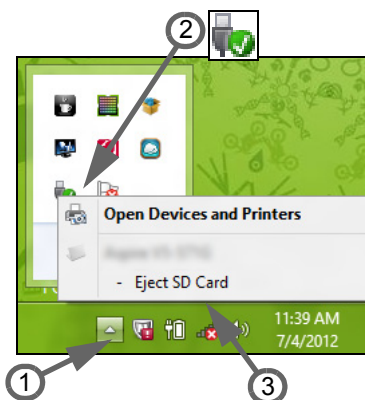 2
Open Devices and Printers
- Eject SD Card
11:39 AM
7/4/2012
1
3